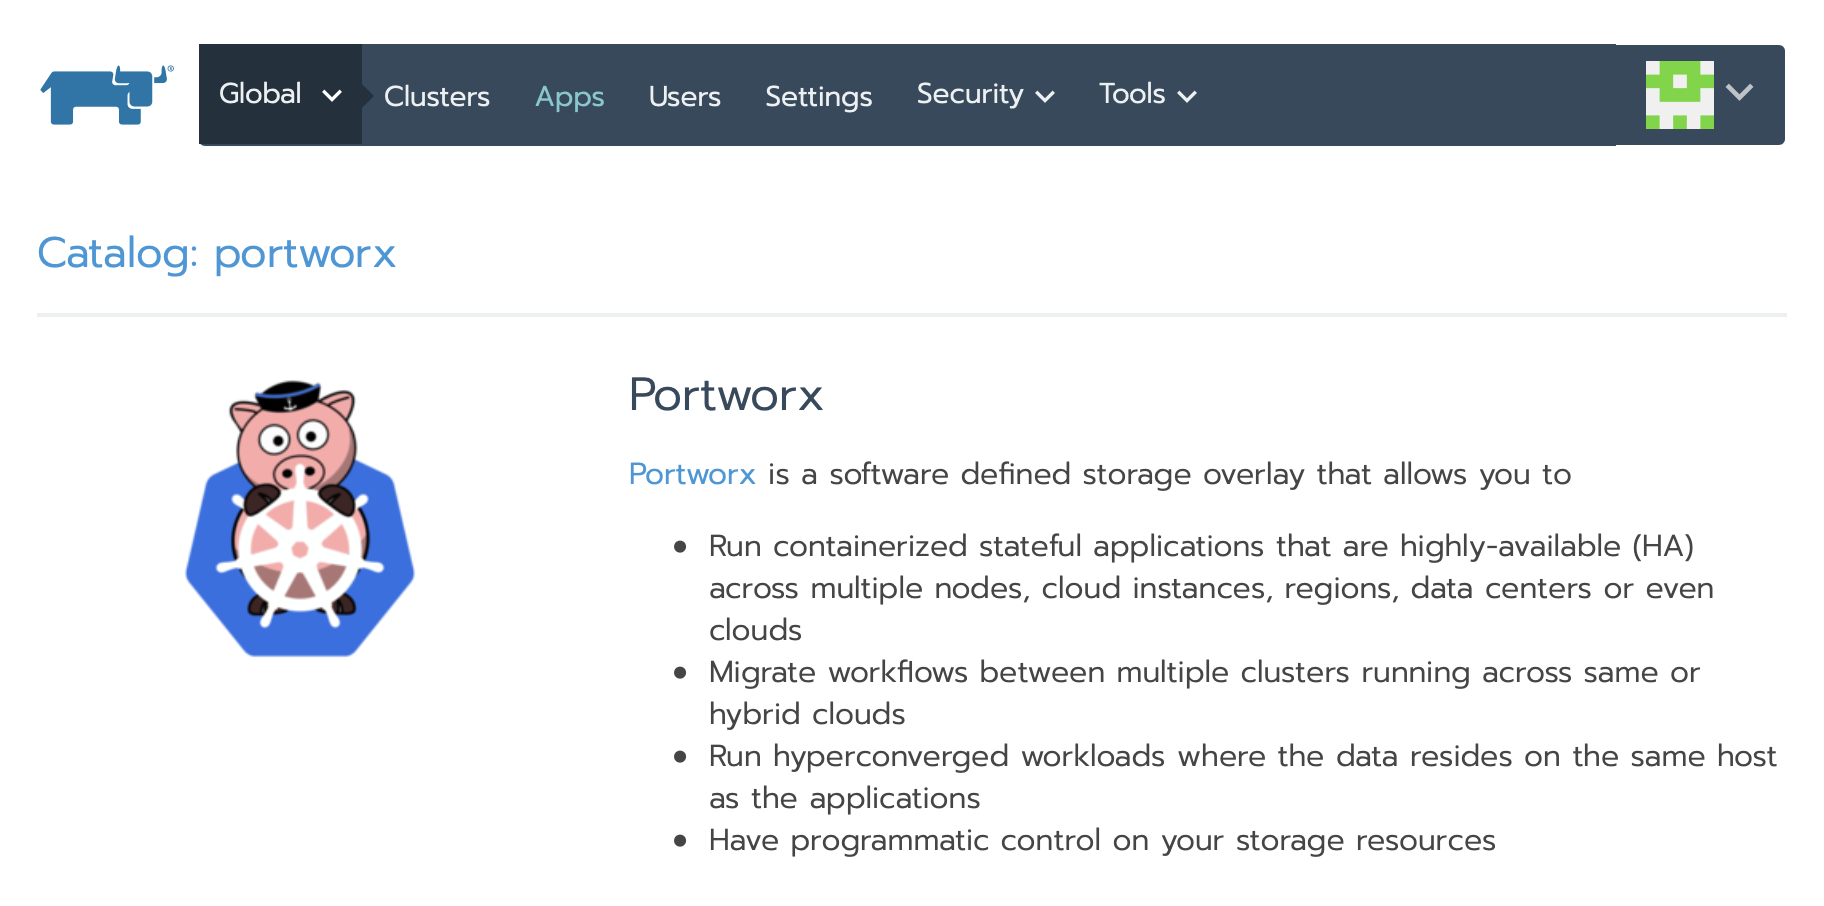 Global Clusters Apps Users Settings Security Tools
Catalog: portworx
Portworx
Portworx is a software defined storage overlay that allows you to
• Run containerized stateful applications that are highly-available (HA)
across multiple nodes, cloud instances, regions, data centers or even
clouds
• Migrate workflows between multiple clusters running across same or
hybrid clouds
• Run hyperconverged workloads where the data resides on the same host
as the applications
• Have programmatic control on your storage resources